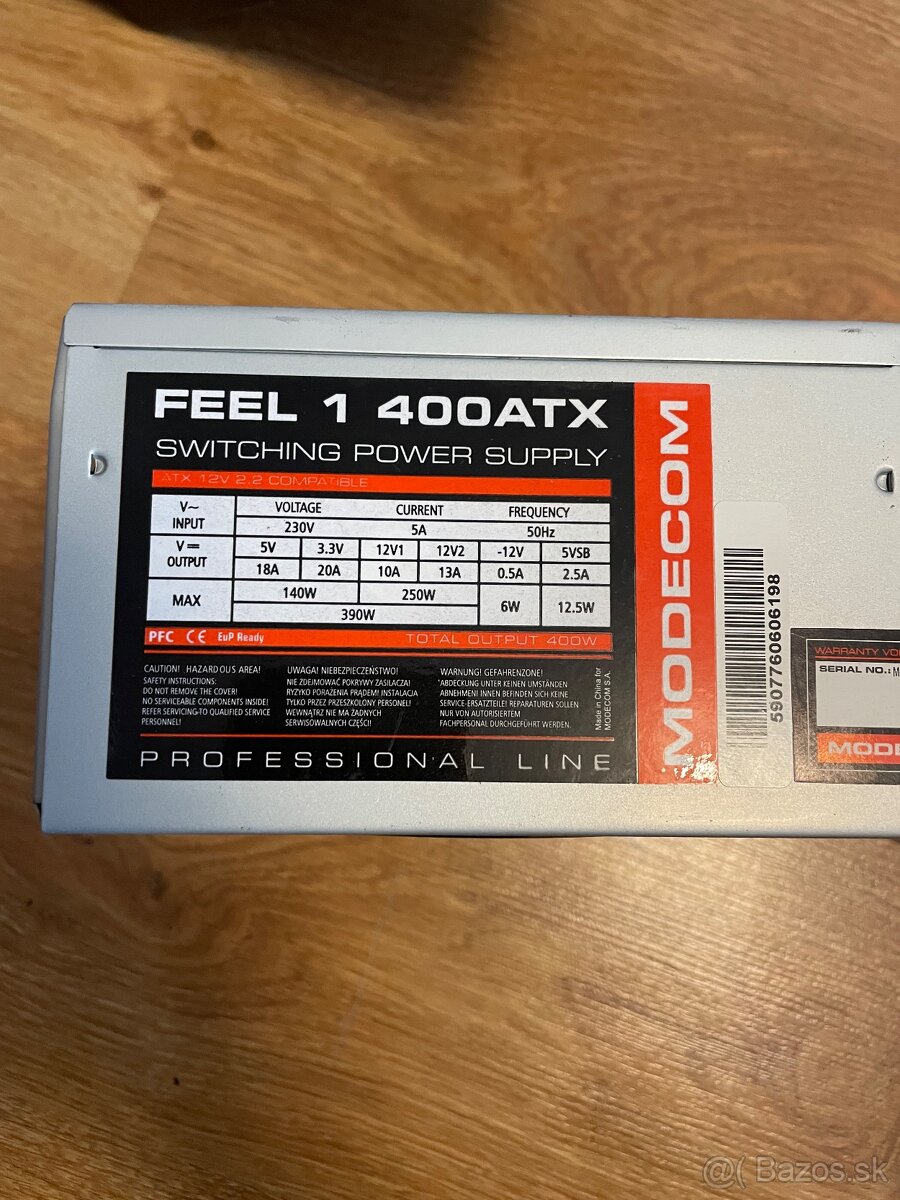 FEEL 1 400ATX
SWITCHING POWER SUPPLY
ATX 12V 2.2 COMPATIBLE
V~ INPUT VOLTAGE CURRENT FREQUENCY
230V 5A 50Hz
V⎓ OUTPUT 5V 3.3V 12V1 12V2 -12V 5VSB
18A 20A 10A 13A 0.5A 2.5A
MAX 140W 250W 6W 12.5W
390W
PFC CE EuP Ready TOTAL OUTPUT 400W
CAUTION! HAZARDOUS AREA!
SAFETY INSTRUCTIONS:
DO NOT REMOVE THE COVER!
NO SERVICEABLE COMPONENTS INSIDE!
REFER SERVICING TO QUALIFIED SERVICE
PERSONNEL!
UWAGA! NIEBEZPIECZEŃSTWO!
NIE ZDEJMOWAĆ POKRYWY ZASILACZA!
RYZYKO PORAŻENIA PRĄDEM! INSTALACJA
TYLKO PRZEZ PRZESZKOLONY PERSONEL!
WEWNĄTRZ NIE MA ŻADNYCH
SERWISOWALNYCH CZĘŚCI!
WARNUNG! GEFAHRENZONE!
ABDECKUNG UNTER KEINEN UMSTÄNDEN
ABNEHMEN! INNEN BEFINDEN SICH KEINE
SERVICE-ERSATZTEILE! REPARATUREN SOLLEN
NUR VON AUTORISIERTEM
FACHPERSONAL DURCHGEFÜHRT WERDEN.
Made in China for
MODECOM S.A.
PROFESSIONAL LINE
MODECOM
5907760606198
WARRANTY VO
SERIAL NO.: M
MODE
@( Bazos.sk